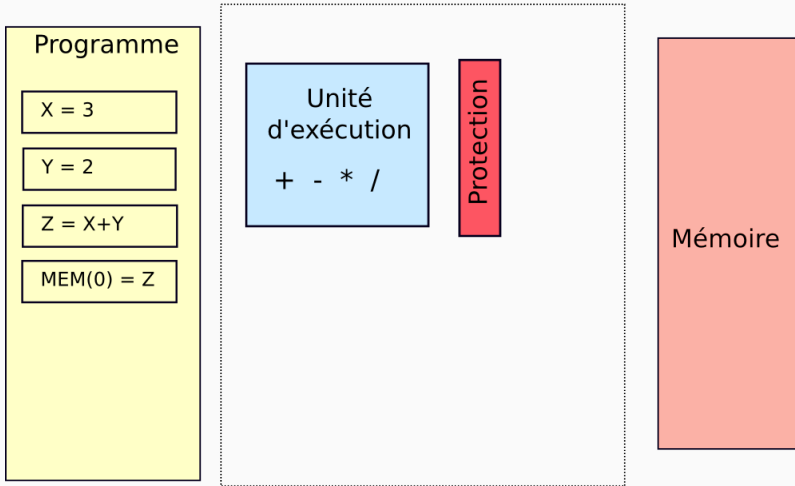 Programme
X = 3
Y = 2
Z = X+Y
MEM(0) = Z
Unité
d'exécution
+ - * /
Protection
Mémoire